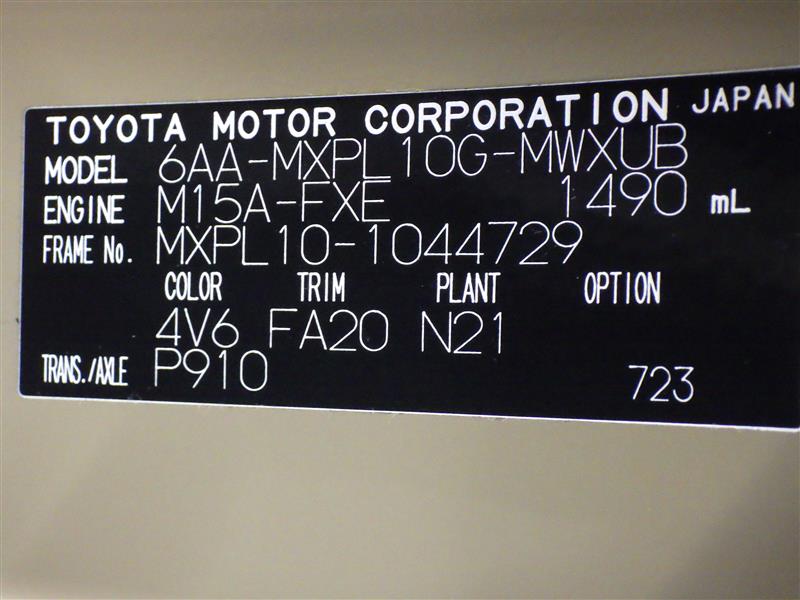 TOYOTA MOTOR CORPORATION JAPAN
MODEL 6AA-MXPL10G-MWXUB
ENGINE M15A-FXE 1490 mL
FRAME No. MXPL10-1044729
COLOR TRIM PLANT OPTION
4V6 FA20 N21
TRANS./AXLE P910 723